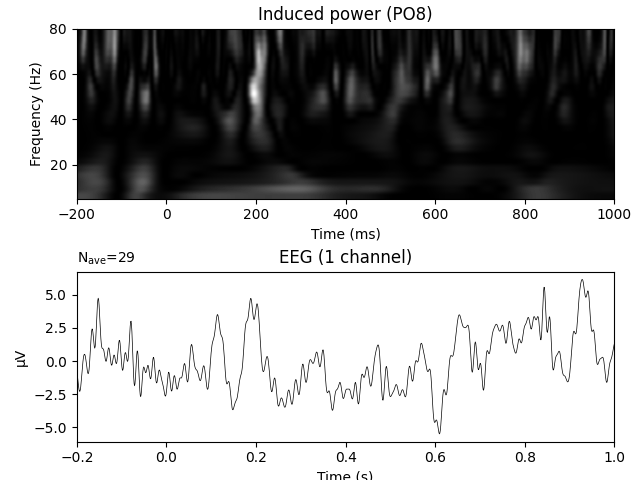 Induced power (PO8)
80
60
40
20
Frequency (Hz)
−200 0 200 400 600 800 1000
Time (ms)
Nave=29
EEG (1 channel)
5.0
2.5
0.0
−2.5
−5.0
µV
−0.2 0.0 0.2 0.4 0.6 0.8 1.0
Time (s)